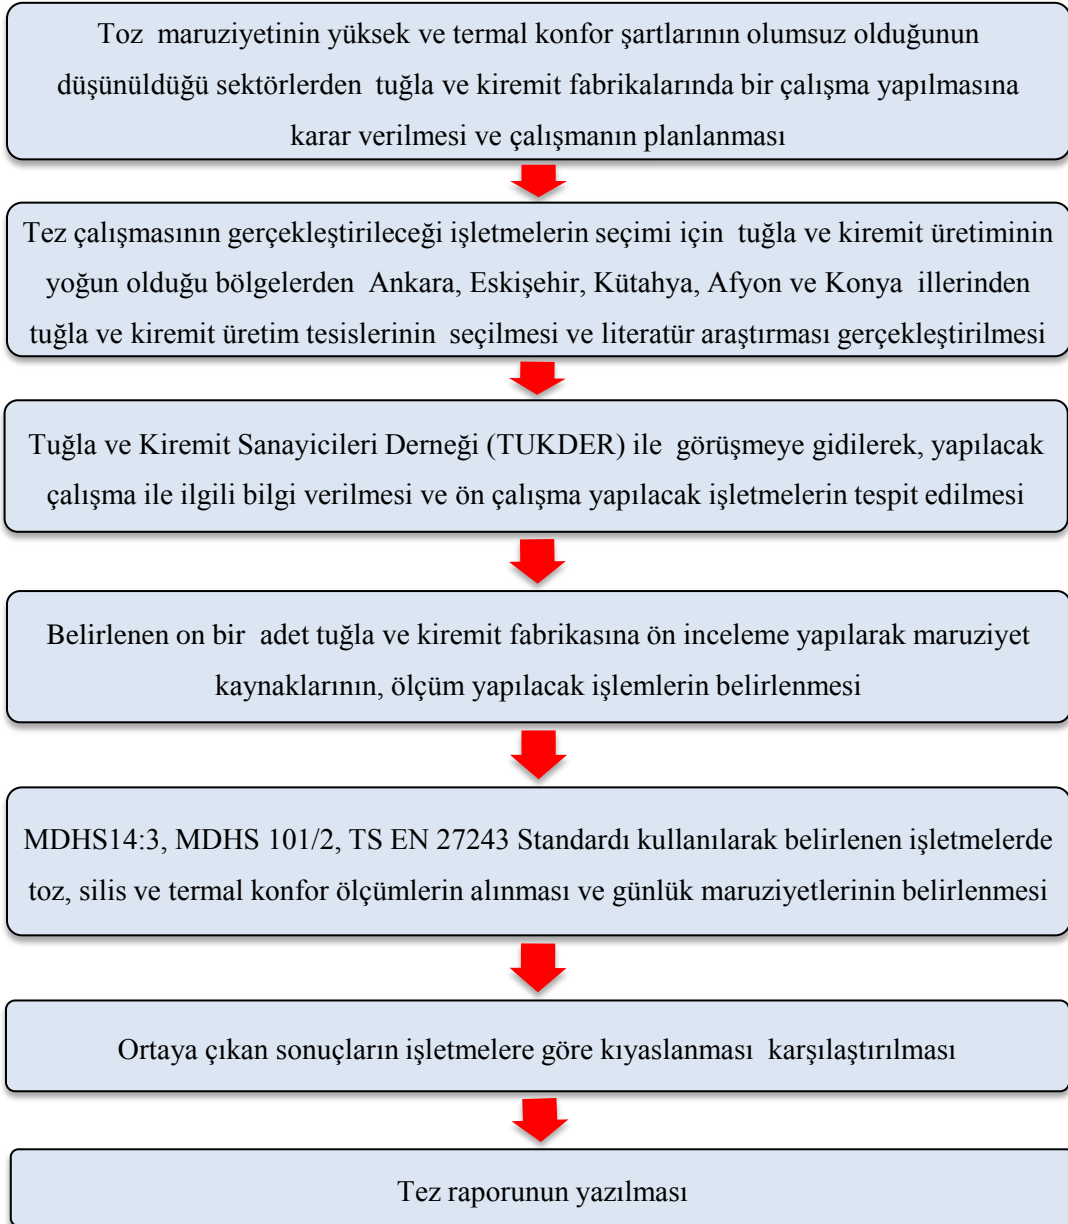 Toz maruziyetinin yüksek ve termal konfor şartlarının olumsuz olduğunun
düşünüldüğü sektörlerden tuğla ve kiremit fabrikalarında bir çalışma yapılmasına
karar verilmesi ve çalışmanın planlanması
Tez çalışmasının gerçekleştirileceği işletmelerin seçimi için tuğla ve kiremit üretiminin
yoğun olduğu bölgelerden Ankara, Eskişehir, Kütahya, Afyon ve Konya illerinden
tuğla ve kiremit üretim tesislerinin seçilmesi ve literatür araştırması gerçekleştirilmesi
Tuğla ve Kiremit Sanayicileri Derneği (TUKDER) ile görüşmeye gidilerek, yapılacak
çalışma ile ilgili bilgi verilmesi ve ön çalışma yapılacak işletmelerin tespit edilmesi
Belirlenen on bir adet tuğla ve kiremit fabrikasına ön inceleme yapılarak maruziyet
kaynaklarının, ölçüm yapılacak işlemlerin belirlenmesi
MDHS14:3, MDHS 101/2, TS EN 27243 Standardı kullanılarak belirlenen işletmelerde
toz, silis ve termal konfor ölçümlerin alınması ve günlük maruziyetlerinin belirlenmesi
Ortaya çıkan sonuçların işletmelere göre kıyaslanması karşılaştırılması
Tez raporunun yazılması